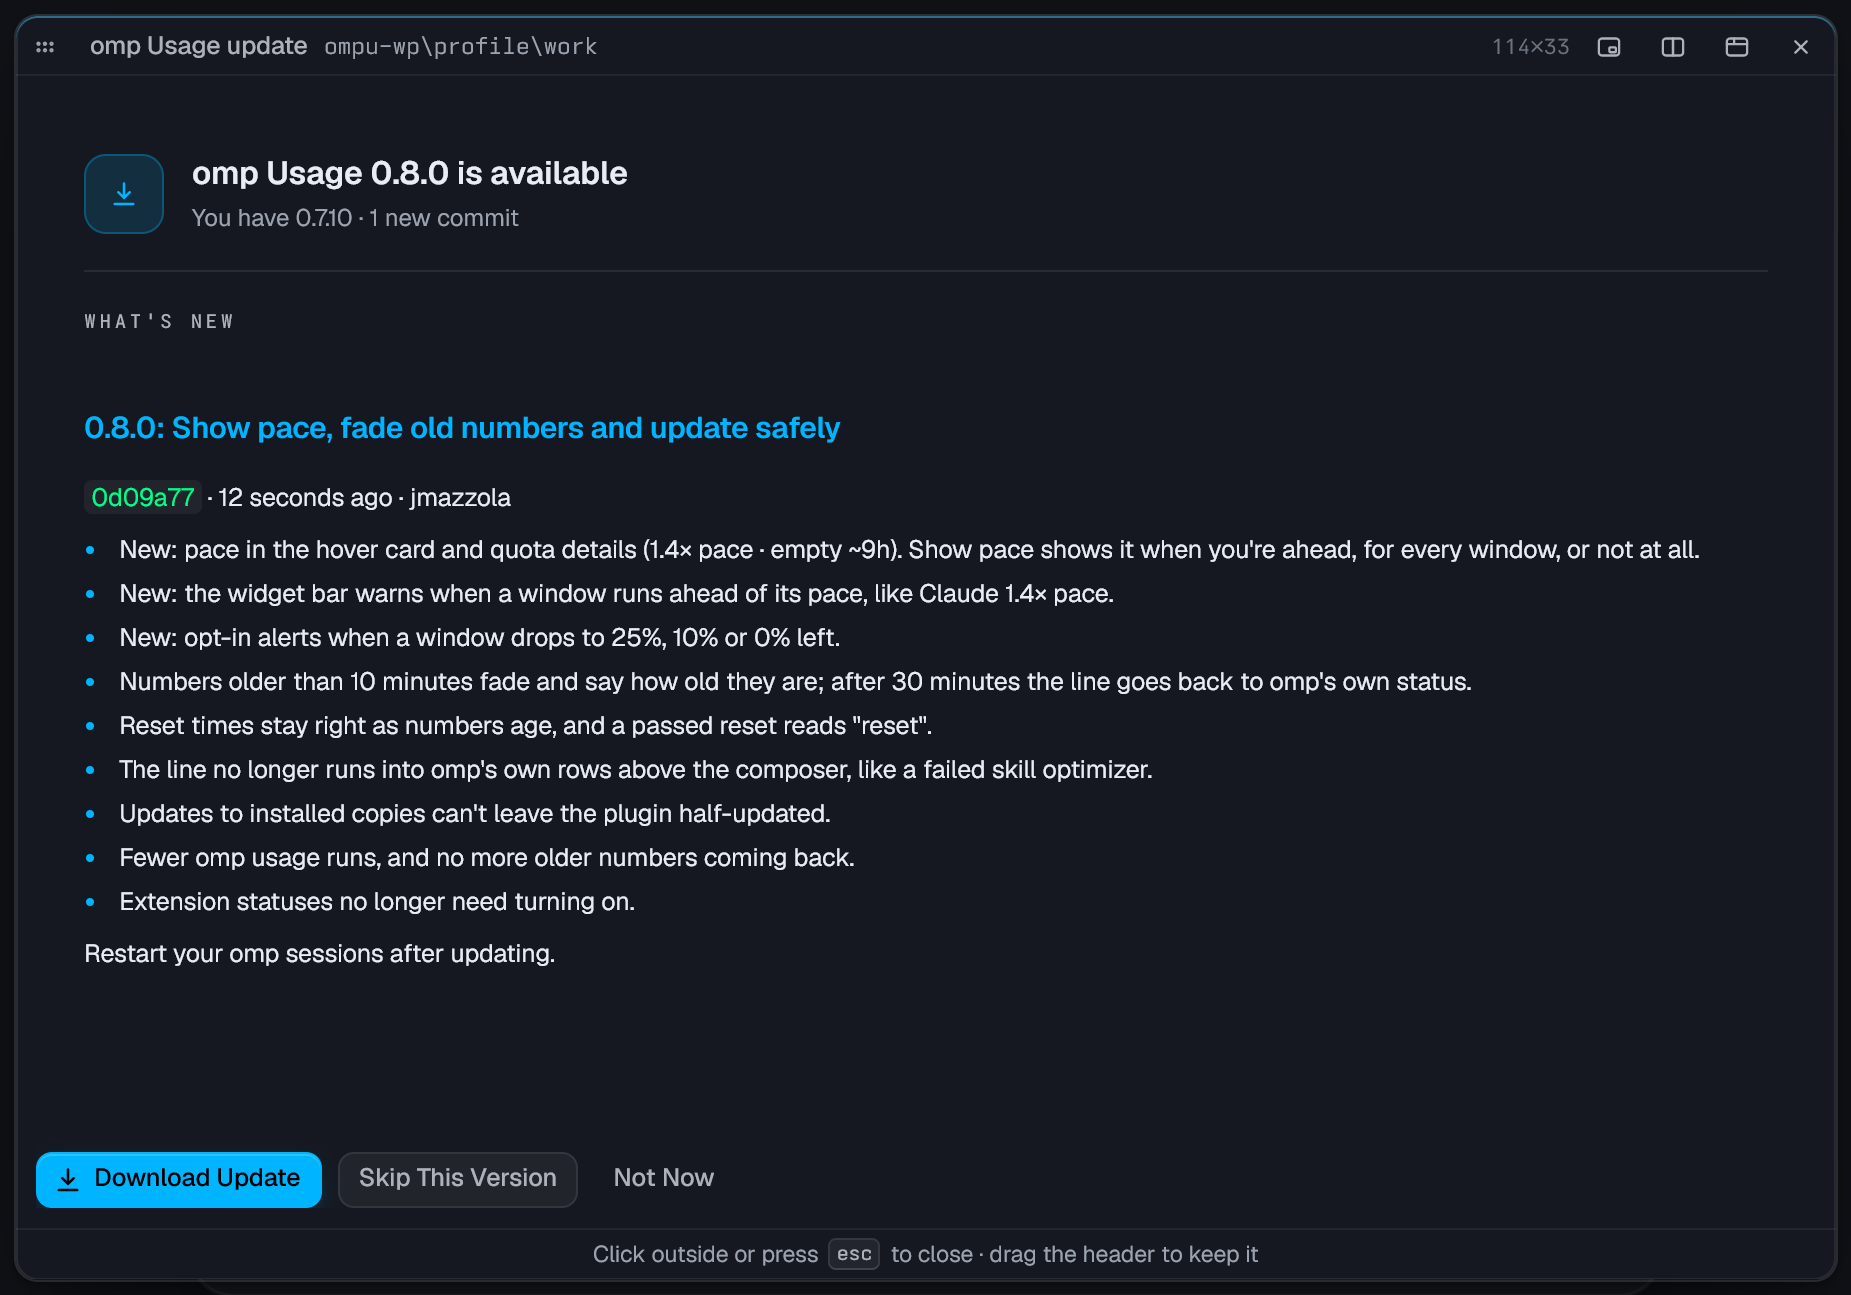 omp Usage update ompu-wp\profile\work 114×33
omp Usage 0.8.0 is available
You have 0.7.10 · 1 new commit
WHAT'S NEW
0.8.0: Show pace, fade old numbers and update safely
0d09a77 · 12 seconds ago · jmazzola
• New: pace in the hover card and quota details (1.4× pace · empty ~9h). Show pace shows it when you're ahead, for every window, or not at all.
• New: the widget bar warns when a window runs ahead of its pace, like Claude 1.4× pace.
• New: opt-in alerts when a window drops to 25%, 10% or 0% left.
• Numbers older than 10 minutes fade and say how old they are; after 30 minutes the line goes back to omp's own status.
• Reset times stay right as numbers age, and a passed reset reads "reset".
• The line no longer runs into omp's own rows above the composer, like a failed skill optimizer.
• Updates to installed copies can't leave the plugin half-updated.
• Fewer omp usage runs, and no more older numbers coming back.
• Extension statuses no longer need turning on.
Restart your omp sessions after updating.
Download Update Skip This Version Not Now
Click outside or press esc to close · drag the header to keep it